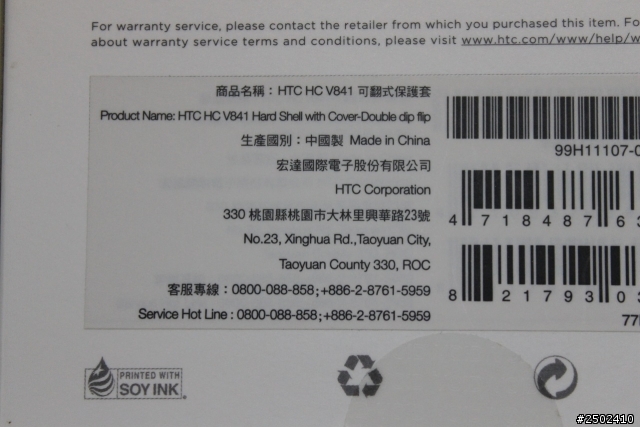 For warranty service, please contact the retailer from which you purchased this item. Fo
about warranty service terms and conditions, please visit www.htc.com/www/help/w
商品名稱：HTC HC V841 可翻式保護套
Product Name: HTC HC V841 Hard Shell with Cover-Double dip flip
生產國別：中國製 Made in China
宏達國際電子股份有限公司
HTC Corporation
330 桃園縣桃園市大林里興華路23號
No.23, Xinghua Rd.,Taoyuan City,
Taoyuan County 330, ROC
客服專線：0800-088-858；+886-2-8761-5959
Service Hot Line : 0800-088-858; +886-2-8761-5959
99H11107-0
4 718487 63
8 21793 03
77
PRINTED WITH
SOY INK
#2502410